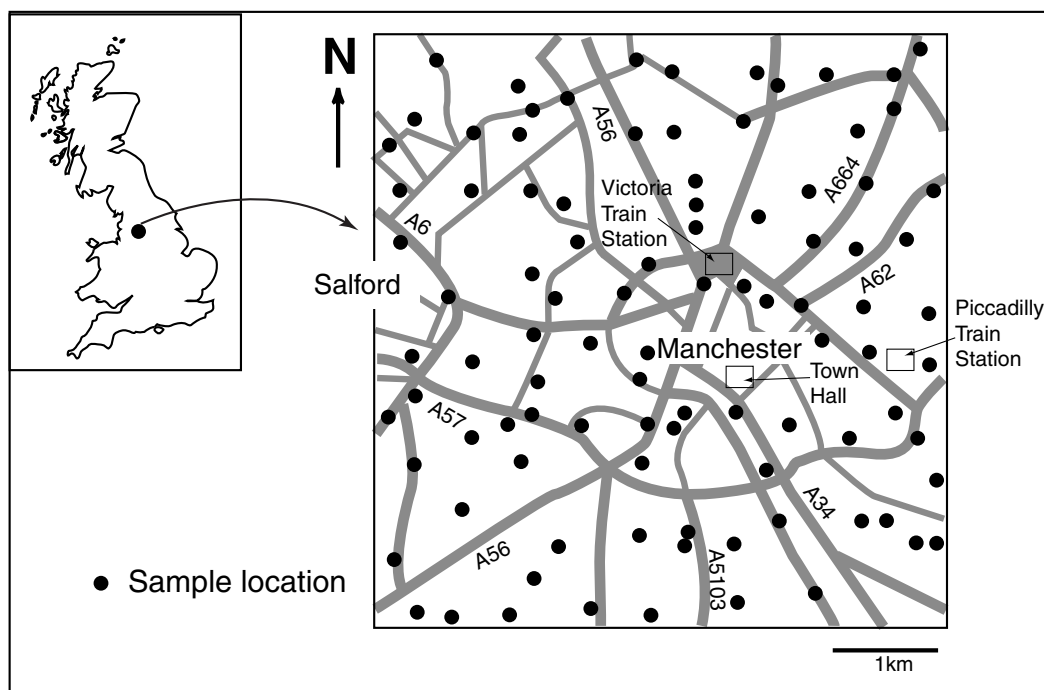 N
A56
A664
Victoria
Train
Station
A6
A62
Salford
Piccadilly
Train
Station
Manchester
Town
Hall
A57
A34
A56
A5103
Sample location
1km